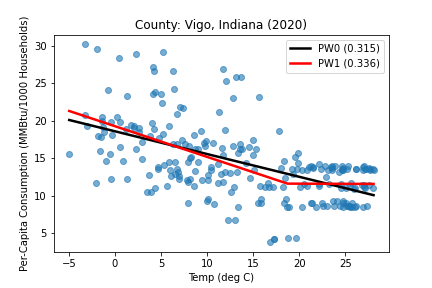 County: Vigo, Indiana (2020)
Per-Capita Consumption (MMBtu/1000 Households)
30
25
20
15
10
5
PW0 (0.315)
PW1 (0.336)
−5 0 5 10 15 20 25
Temp (deg C)